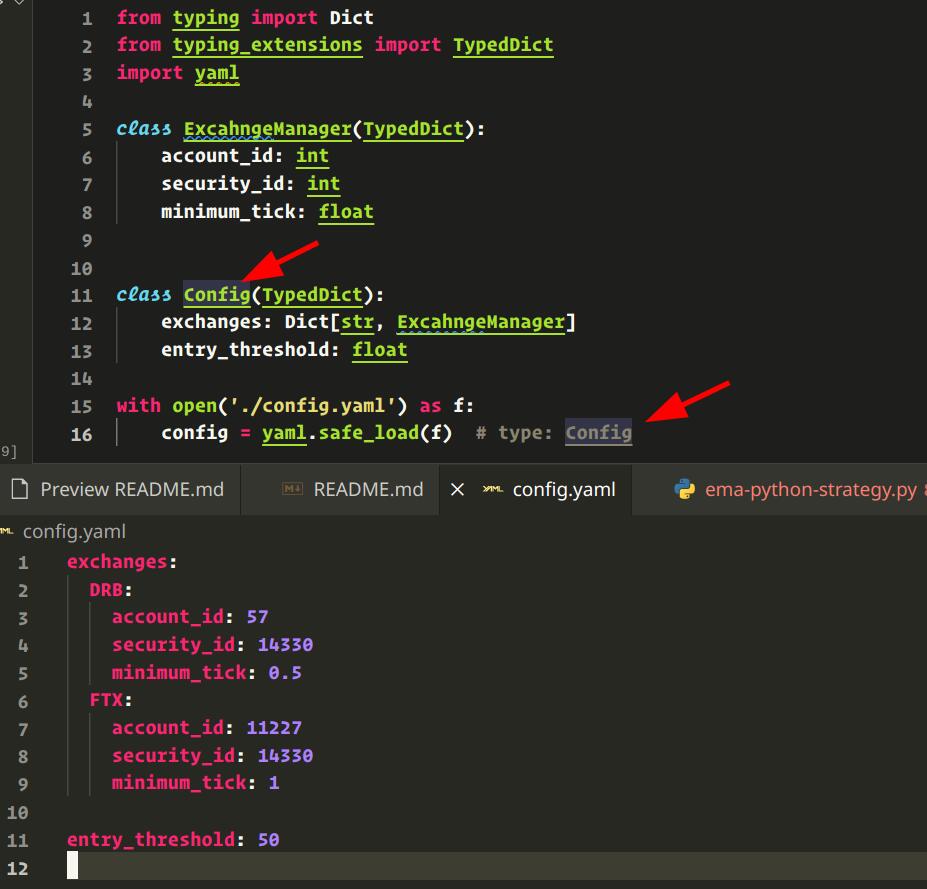 1 from typing import Dict
2 from typing_extensions import TypedDict
3 import yaml
4
5 class ExcahngeManager(TypedDict):
6 account_id: int
7 security_id: int
8 minimum_tick: float
9
10
11 class Config(TypedDict):
12 exchanges: Dict[str, ExcahngeManager]
13 entry_threshold: float
14
15 with open('./config.yaml') as f:
16 config = yaml.safe_load(f) # type: Config
9]
Preview README.md README.md config.yaml ema-python-strategy.py
config.yaml
1 exchanges:
2 DRB:
3 account_id: 57
4 security_id: 14330
5 minimum_tick: 0.5
6 FTX:
7 account_id: 11227
8 security_id: 14330
9 minimum_tick: 1
10
11 entry_threshold: 50
12